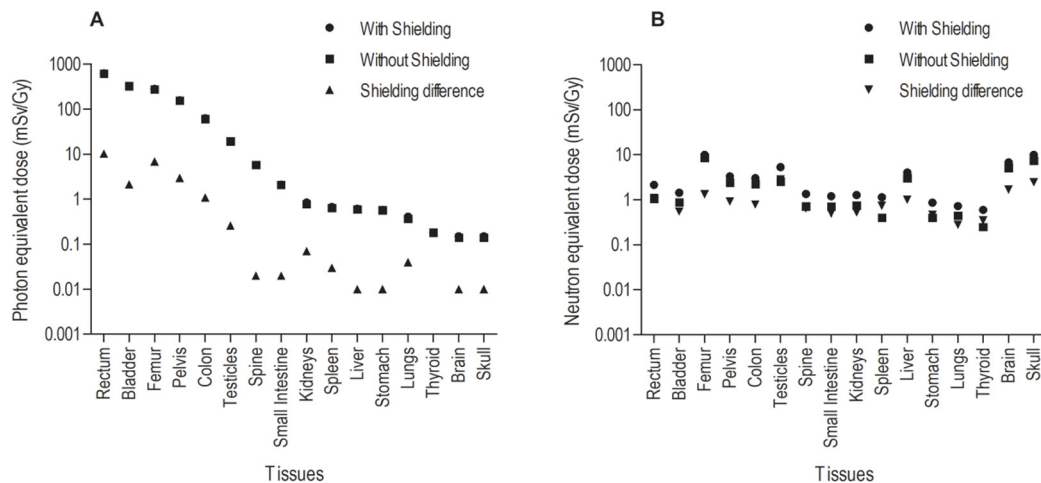 A
With Shielding
Without Shielding
Shielding difference
Photon equivalent dose (mSv/Gy)
1000
100
10
1
0.1
0.01
0.001
Rectum
Bladder
Femur
Pelvis
Colon
Testicles
Spine
Small Intestine
Kidneys
Spleen
Liver
Stomach
Lungs
Thyroid
Brain
Skull
Tissues
B
With Shielding
Without Shielding
Shielding difference
Neutron equivalent dose (mSv/Gy)
1000
100
10
1
0.1
0.01
0.001
Rectum
Bladder
Femur
Pelvis
Colon
Testicles
Spine
Small Intestine
Kidneys
Spleen
Liver
Stomach
Lungs
Thyroid
Brain
Skull
Tissues